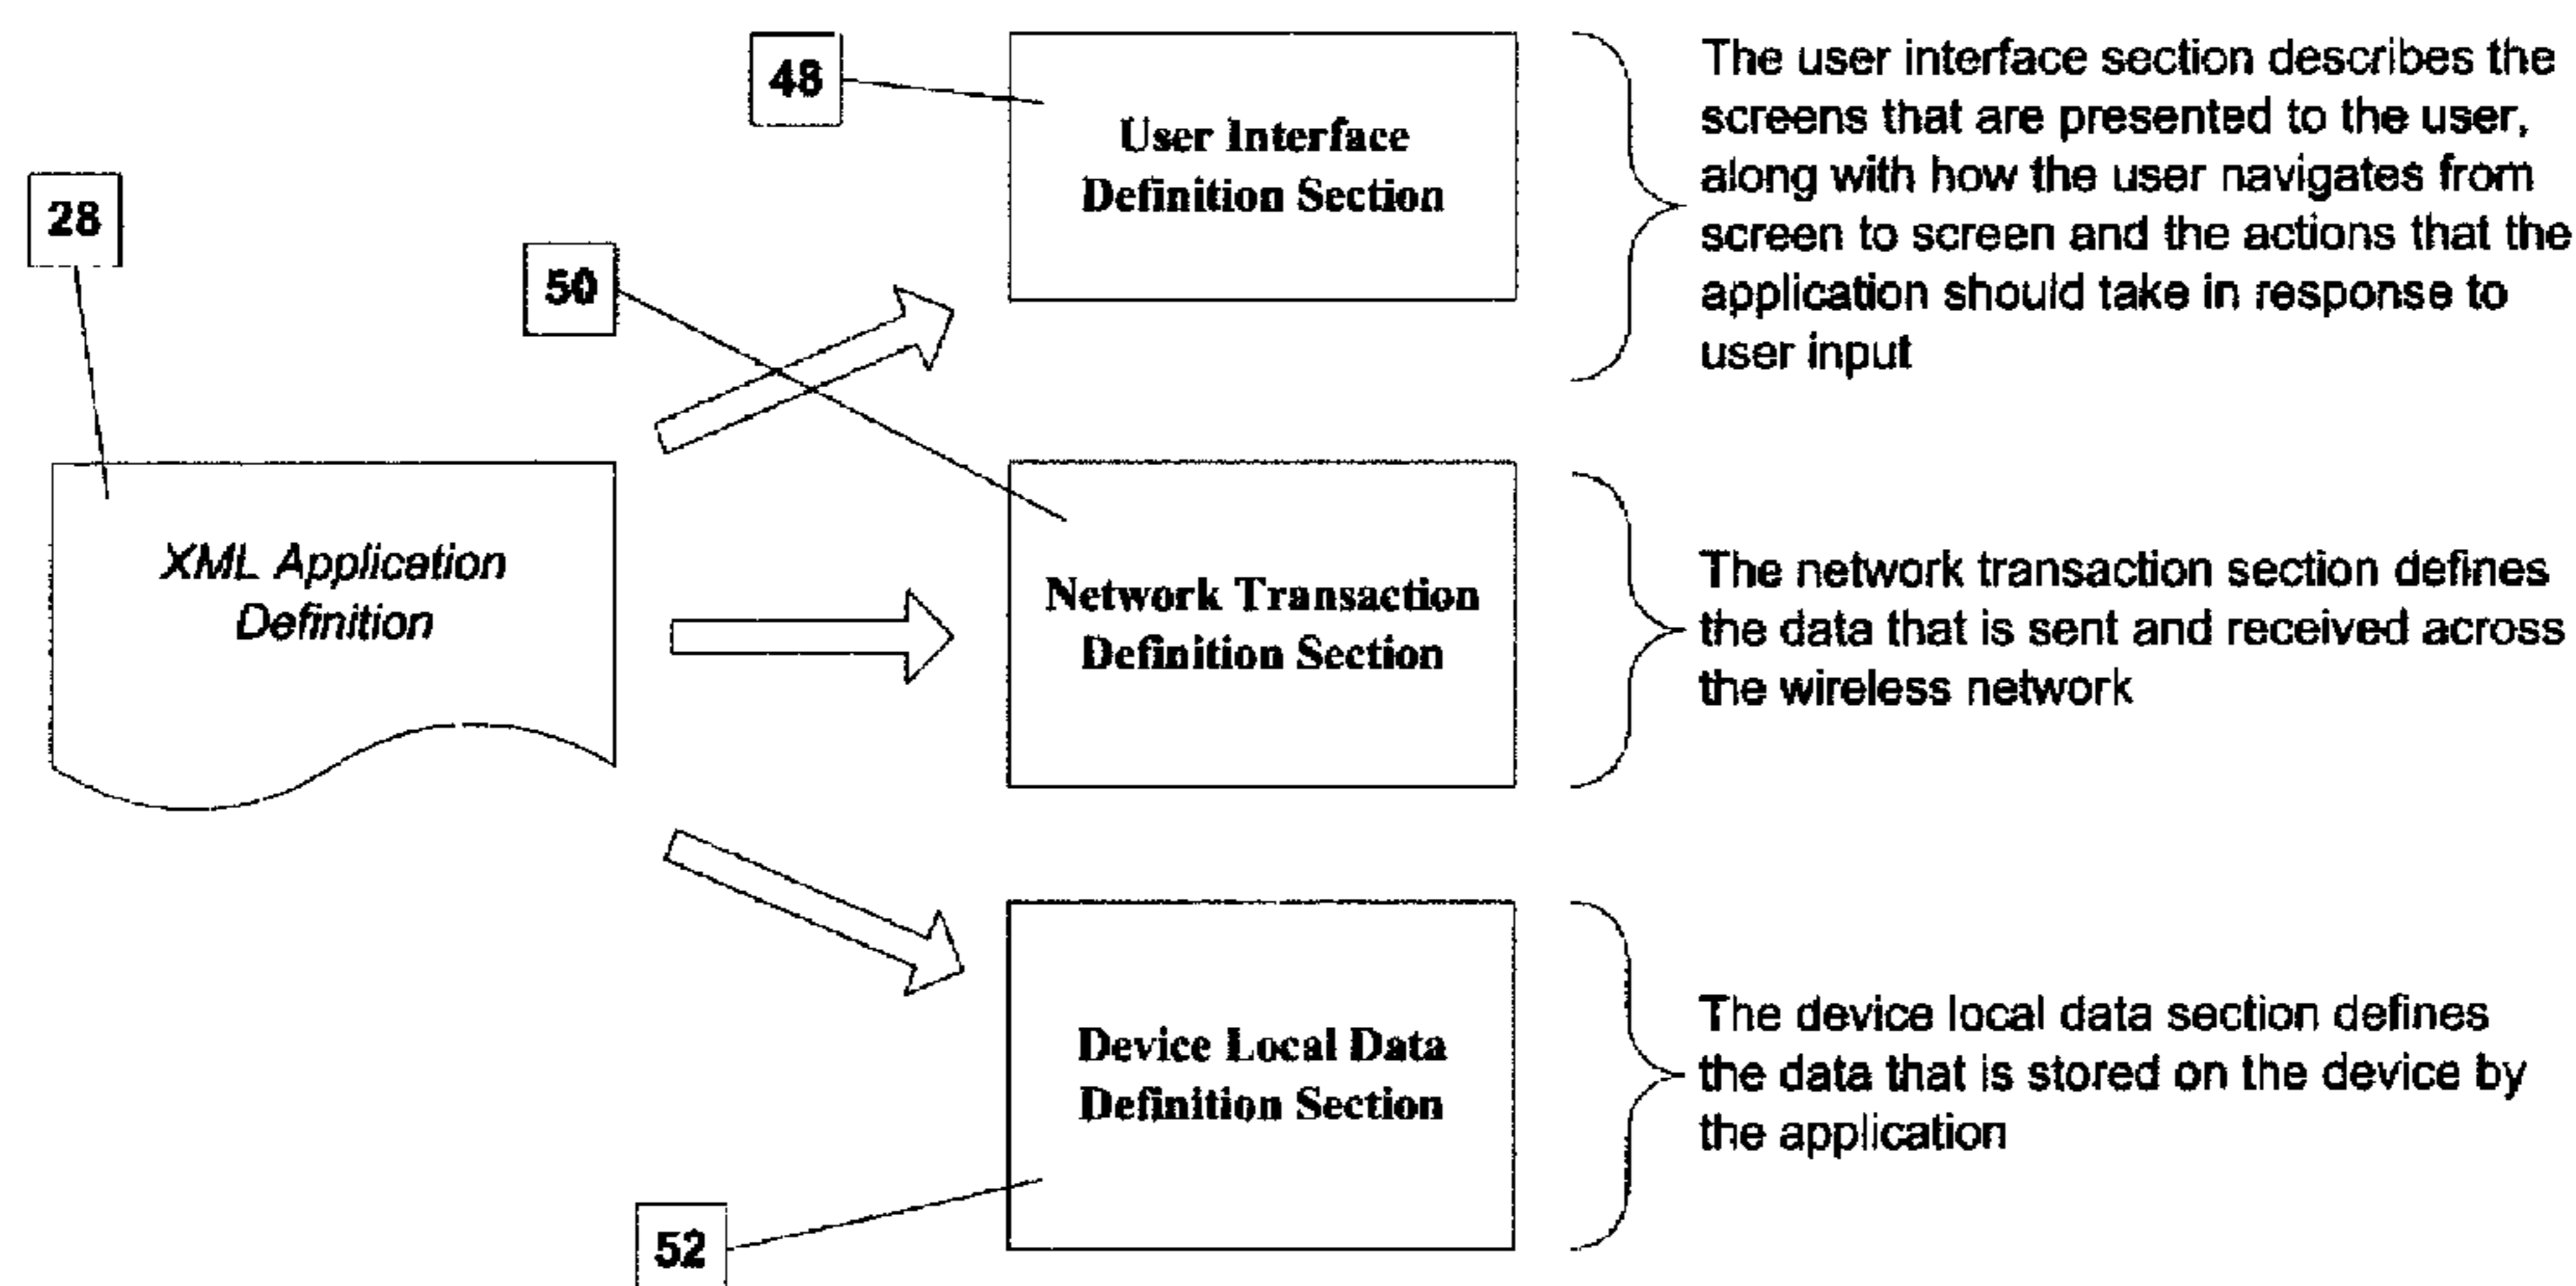 48
User Interface
Definition Section
The user interface section describes the
screens that are presented to the user,
along with how the user navigates from
screen to screen and the actions that the
application should take in response to
user input
28
50
XML Application
Definition
Network Transaction
Definition Section
The network transaction section defines
the data that is sent and received across
the wireless network
Device Local Data
Definition Section
The device local data section defines
the data that is stored on the device by
the application
52